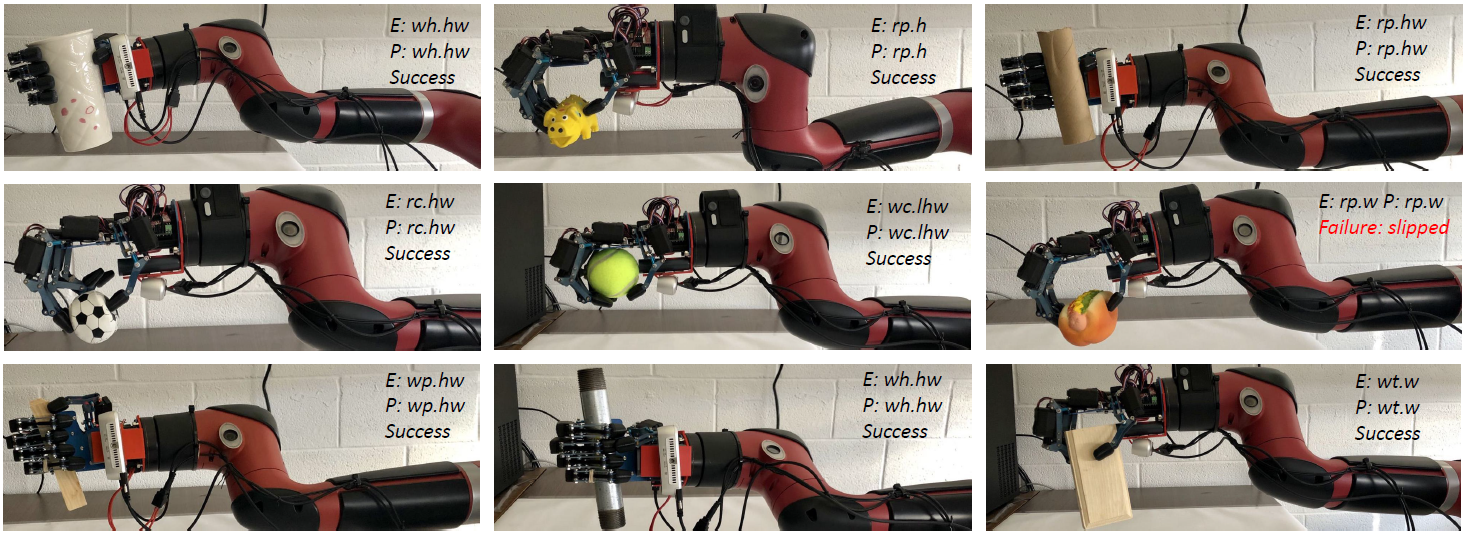 E: wh.hw
P: wh.hw
Success
E: rp.h
P: rp.h
Success
E: rp.hw
P: rp.hw
Success
E: rc.hw
P: rc.hw
Success
E: wc.lhw
P: wc.lhw
Success
E: rp.w P: rp.w
Failure: slipped
E: wp.hw
P: wp.hw
Success
E: wh.hw
P: wh.hw
Success
E: wt.w
P: wt.w
Success